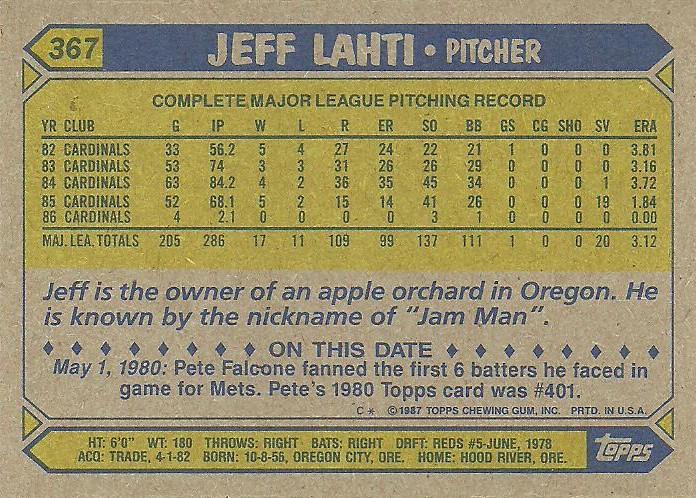 367 JEFF LAHTI • PITCHER
COMPLETE MAJOR LEAGUE PITCHING RECORD
YR CLUB G IP W L R ER SO BB GS CG SHO SV ERA
82 CARDINALS 33 56.2 5 4 27 24 22 21 1 0 0 0 3.81
83 CARDINALS 53 74 3 3 31 26 26 29 0 0 0 0 3.16
84 CARDINALS 63 84.2 4 2 36 35 45 34 0 0 0 1 3.72
85 CARDINALS 52 68.1 5 2 15 14 41 26 0 0 0 19 1.84
86 CARDINALS 4 2.1 0 0 0 0 3 1 0 0 0 0 0.00
MAJ. LEA. TOTALS 205 286 17 11 109 99 137 111 1 0 0 20 3.12
Jeff is the owner of an apple orchard in Oregon. He
is known by the nickname of "Jam Man".
♦ ♦ ♦ ♦ ♦ ♦ ♦ ♦ ON THIS DATE ♦ ♦ ♦ ♦ ♦ ♦ ♦ ♦
May 1, 1980: Pete Falcone fanned the first 6 batters he faced in
game for Mets. Pete's 1980 Topps card was #401.
C* ©1987 TOPPS CHEWING GUM, INC. PRTD. IN U.S.A.
HT: 6'0" WT: 180 THROWS: RIGHT BATS: RIGHT DRFT: REDS #5-JUNE, 1978
ACQ: TRADE, 4-1-82 BORN: 10-8-56, OREGON CITY, ORE. HOME: HOOD RIVER, ORE.
topps